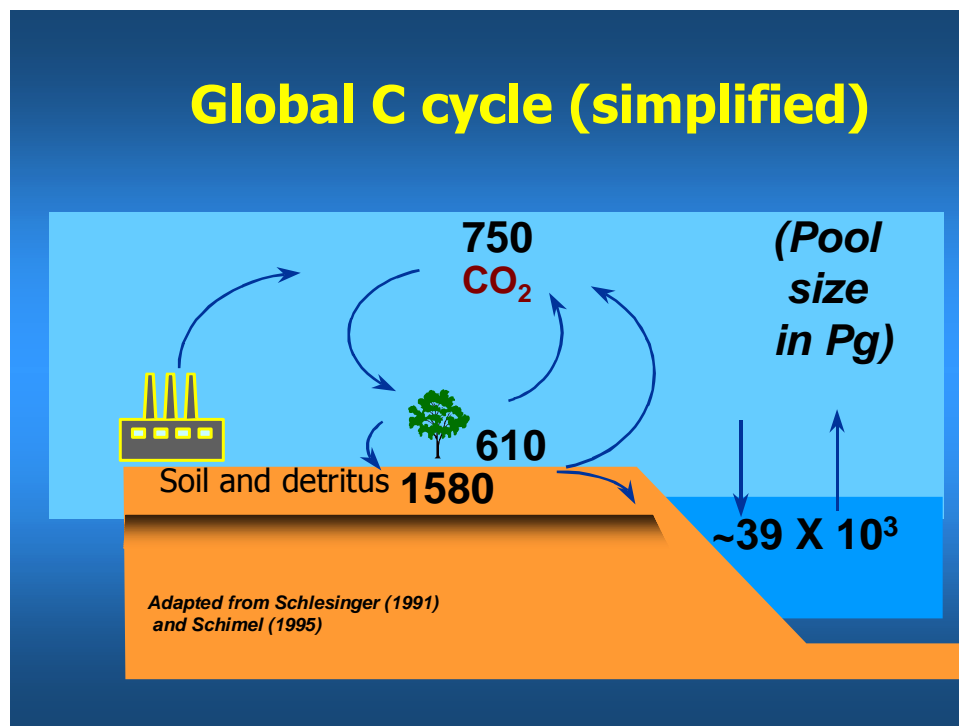 Global C cycle (simplified)
750
CO₂
(Pool
size
in Pg)
610
Soil and detritus 1580
~39 X 10³
Adapted from Schlesinger (1991)
and Schimel (1995)